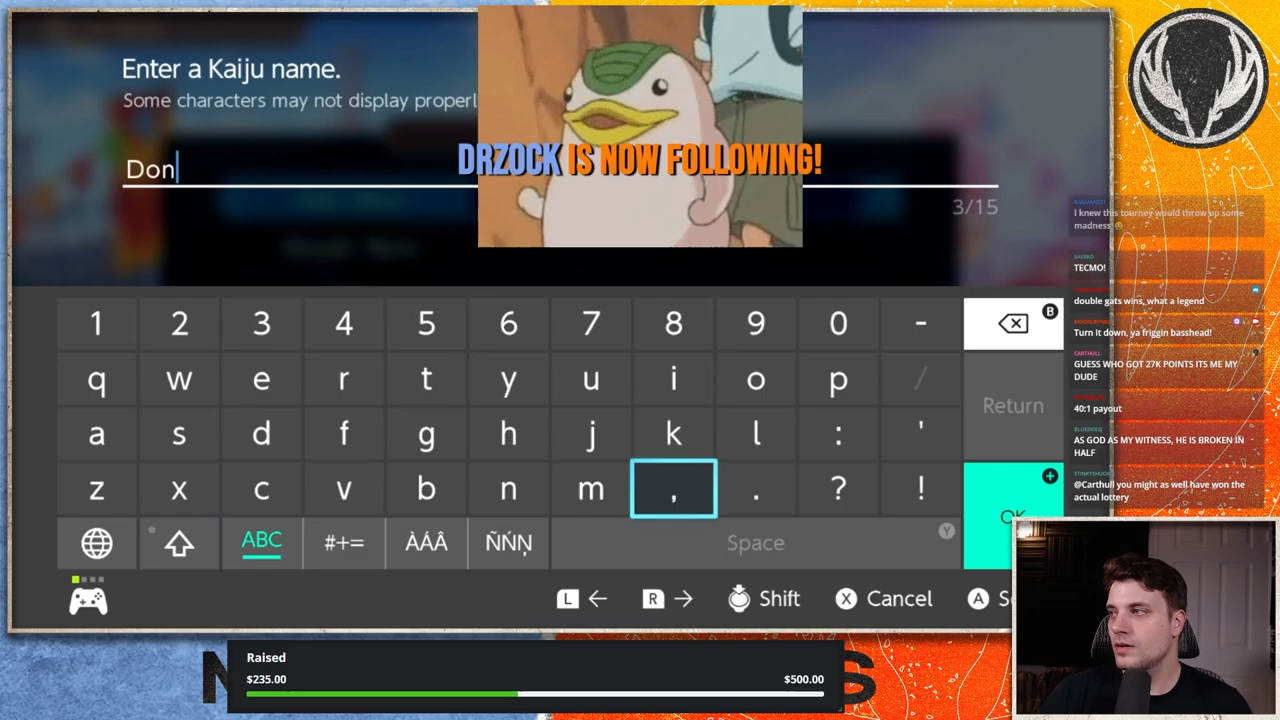 Enter a Kaiju name.
Some characters may not display properl
Don
3/15
DRZOCK IS NOW FOLLOWING!
1 2 3 4 5 6 7 8 9 0 -
q w e r t y u i o p /
Return
a s d f g h j k l : '
z x c v b n m , . ? !
OK
ABC #+= ÀÁÂ ÑŃŅ Space
B
+
Y
L ← R → Shift X Cancel A S
I knew this tourney would throw up some
madness
TECMO!
double gats wins, what a legend
Turn it down, ya friggin basshead!
CARTHULL
GUESS WHO GOT 27K POINTS ITS ME MY
DUDE
40:1 payout
AS GOD AS MY WITNESS, HE IS BROKEN IN
HALF
@Carthull you might as well have won the
actual lottery
Raised
$235.00 $500.00